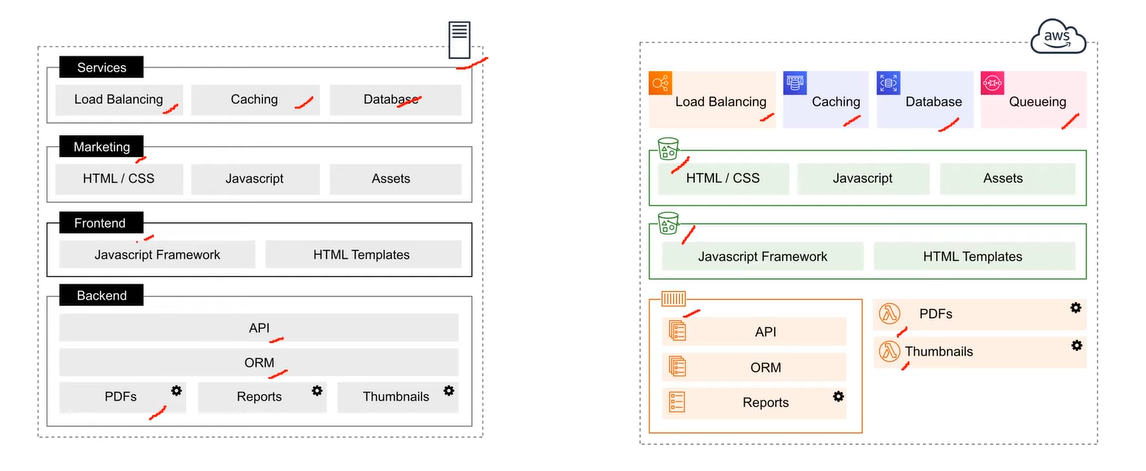 Services
Load Balancing
Caching
Database
Marketing
HTML / CSS
Javascript
Assets
Frontend
Javascript Framework
HTML Templates
Backend
API
ORM
PDFs
Reports
Thumbnails
aws
Load Balancing
Caching
Database
Queueing
HTML / CSS
Javascript
Assets
Javascript Framework
HTML Templates
API
ORM
Reports
PDFs
Thumbnails